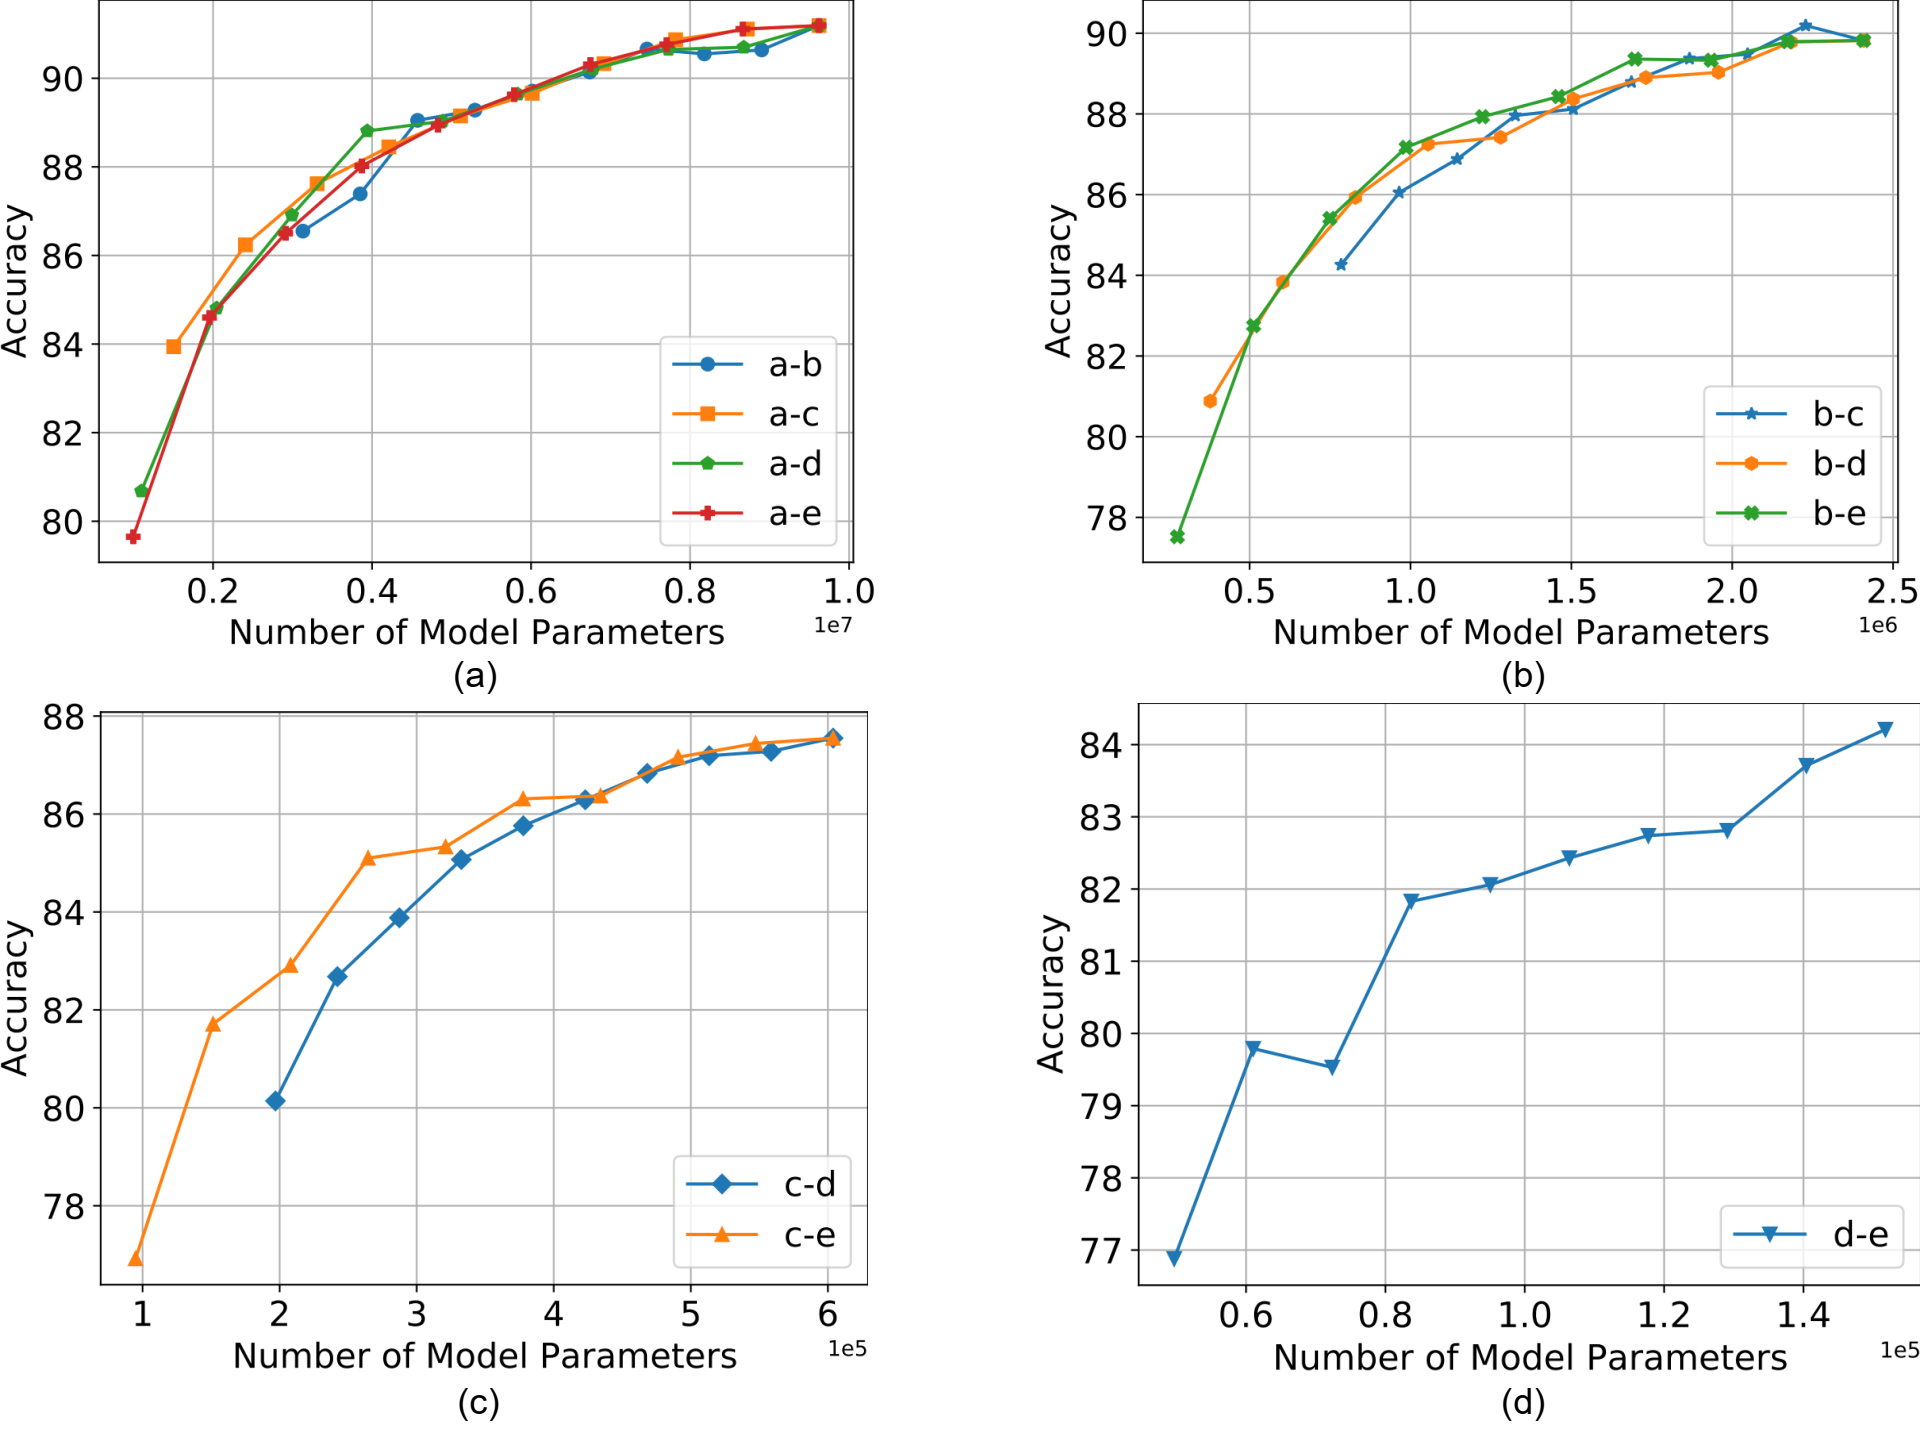 90
88
86
84
82
80
Accuracy
a-b
a-c
a-d
a-e
0.2 0.4 0.6 0.8 1.0
1e7
Number of Model Parameters
(a)
90
88
86
84
82
80
78
Accuracy
b-c
b-d
b-e
0.5 1.0 1.5 2.0 2.5
1e6
Number of Model Parameters
(b)
88
86
84
82
80
78
Accuracy
c-d
c-e
1 2 3 4 5 6
1e5
Number of Model Parameters
(c)
84
83
82
81
80
79
78
77
Accuracy
d-e
0.6 0.8 1.0 1.2 1.4
1e5
Number of Model Parameters
(d)